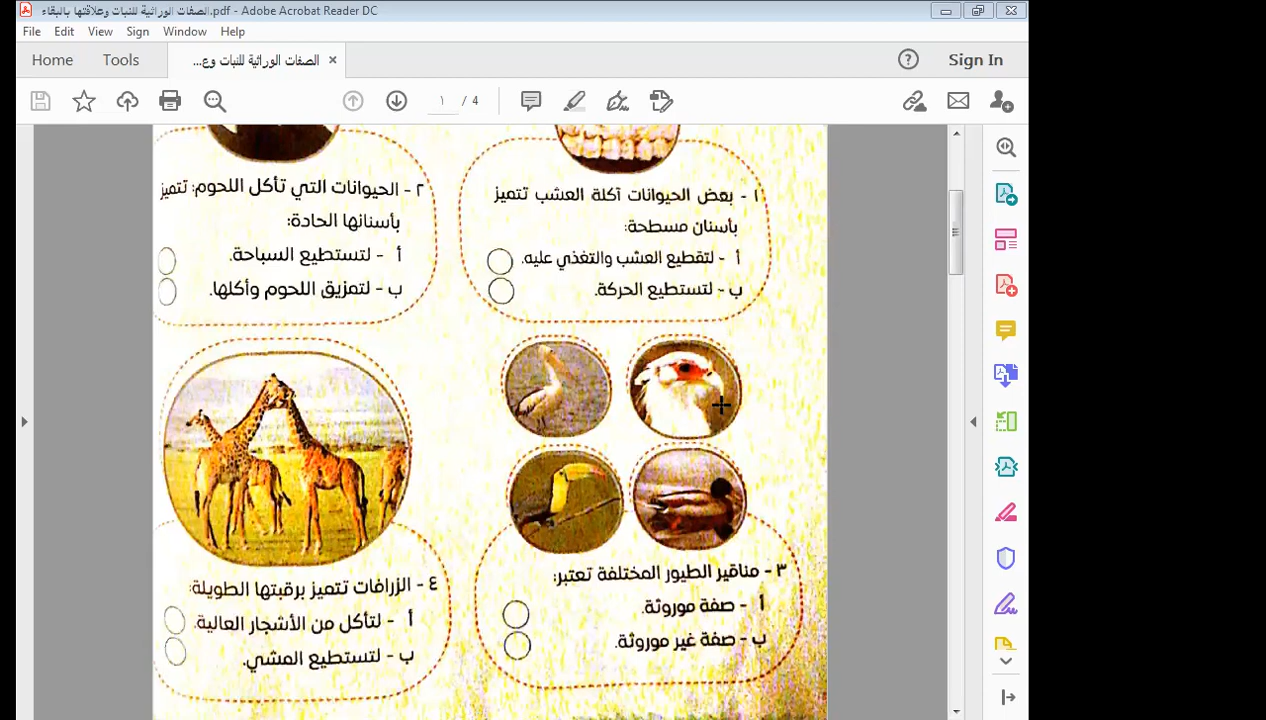 الصفات الوراثية للنبات وعلاقتها بالبقاء.pdf - Adobe Acrobat Reader DC
File Edit View Sign Window Help
Home Tools الصفات الوراثية للنبات وع... × Sign In
١ / 4
١ - بعض الحيوانات آكلة العشب تتميز
بأسنان مسطحة:
أ - لتقطيع العشب والتغذي عليه.
ب - لتستطيع الحركة.
٢ - الحيوانات التي تأكل اللحوم: تتميز
بأسنانها الحادة:
أ - لتستطيع السباحة.
ب - لتمزيق اللحوم وأكلها.
٣ - مناقير الطيور المختلفة تعتبر:
أ - صفة موروثة.
ب - صفة غير موروثة.
٤ - الزرافات تتميز برقبتها الطويلة:
أ - لتأكل من الأشجار العالية.
ب - لتستطيع المشي.